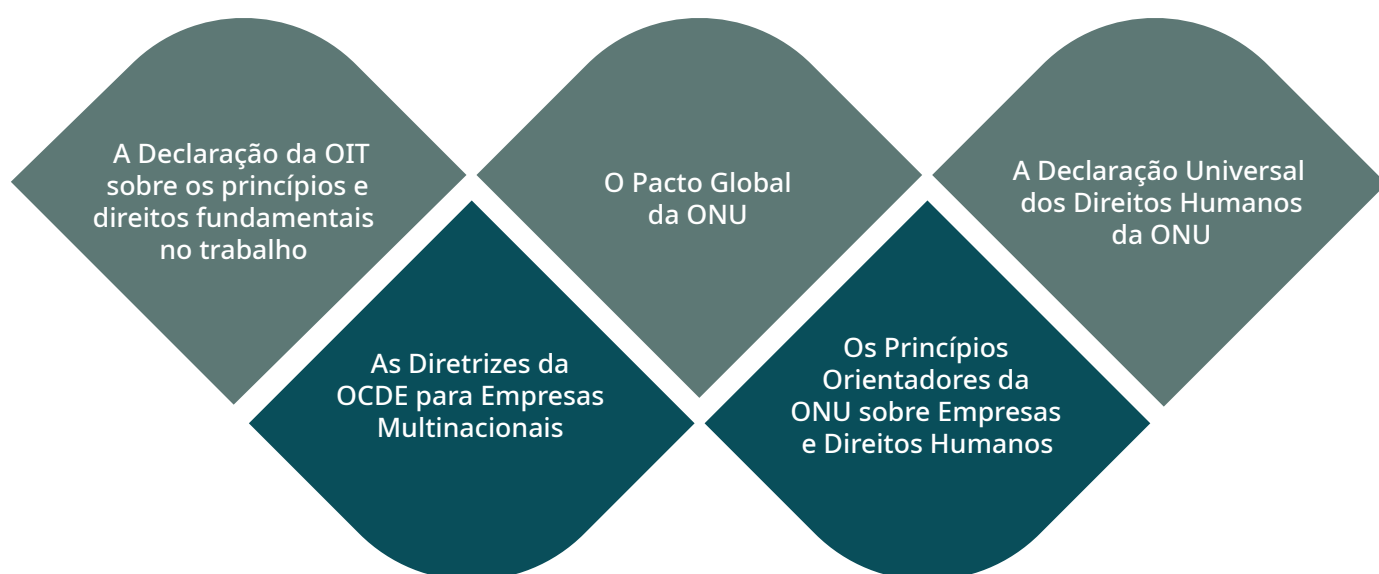 A Declaração da OIT
sobre os princípios e
direitos fundamentais
no trabalho
As Diretrizes da
OCDE para Empresas
Multinacionais
O Pacto Global
da ONU
Os Princípios
Orientadores da
ONU sobre Empresas
e Direitos Humanos
A Declaração Universal
dos Direitos Humanos
da ONU